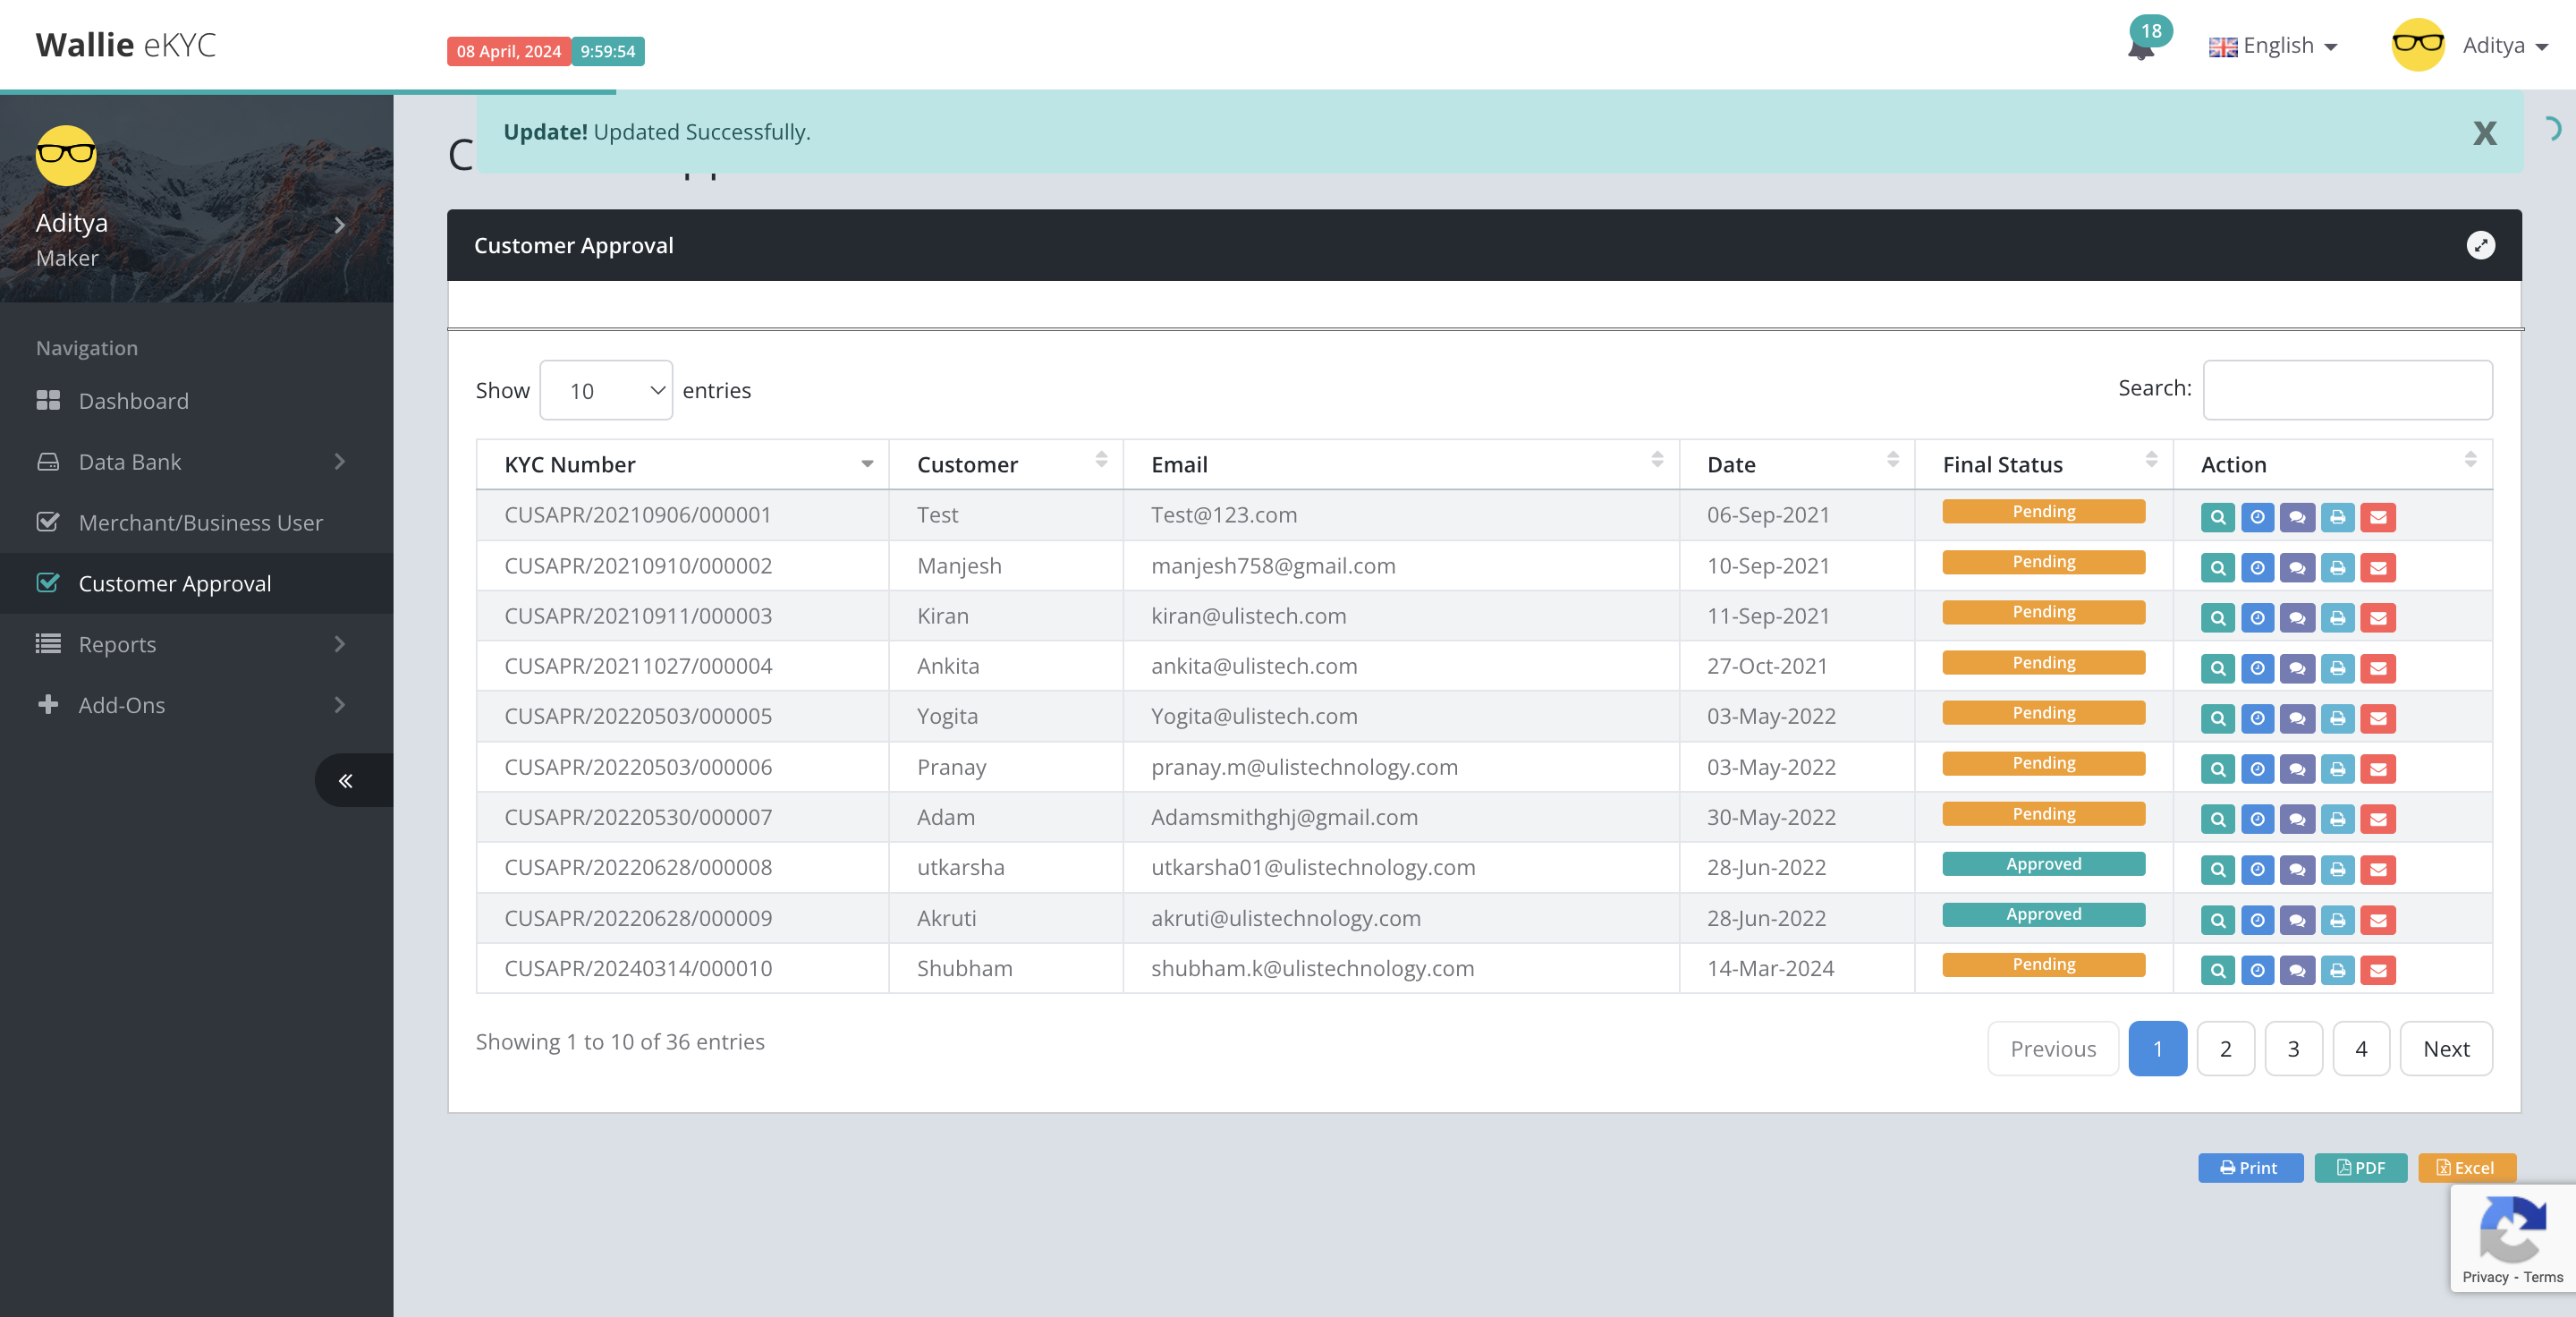 Wallie eKYC
08 April, 2024 9:59:54
18
English
Aditya
Update! Updated Successfully.
X
Aditya
Maker
Navigation
Dashboard
Data Bank
Merchant/Business User
Customer Approval
Reports
Add-Ons
Customer Approval
Show 10 entries
Search:
KYC Number Customer Email Date Final Status Action
CUSAPR/20210906/000001 Test Test@123.com 06-Sep-2021 Pending
CUSAPR/20210910/000002 Manjesh manjesh758@gmail.com 10-Sep-2021 Pending
CUSAPR/20210911/000003 Kiran kiran@ulistech.com 11-Sep-2021 Pending
CUSAPR/20211027/000004 Ankita ankita@ulistech.com 27-Oct-2021 Pending
CUSAPR/20220503/000005 Yogita Yogita@ulistech.com 03-May-2022 Pending
CUSAPR/20220503/000006 Pranay pranay.m@ulistechnology.com 03-May-2022 Pending
CUSAPR/20220530/000007 Adam Adamsmithghj@gmail.com 30-May-2022 Pending
CUSAPR/20220628/000008 utkarsha utkarsha01@ulistechnology.com 28-Jun-2022 Approved
CUSAPR/20220628/000009 Akruti akruti@ulistechnology.com 28-Jun-2022 Approved
CUSAPR/20240314/000010 Shubham shubham.k@ulistechnology.com 14-Mar-2024 Pending
Showing 1 to 10 of 36 entries
Previous 1 2 3 4 Next
Print PDF Excel
Privacy - Terms